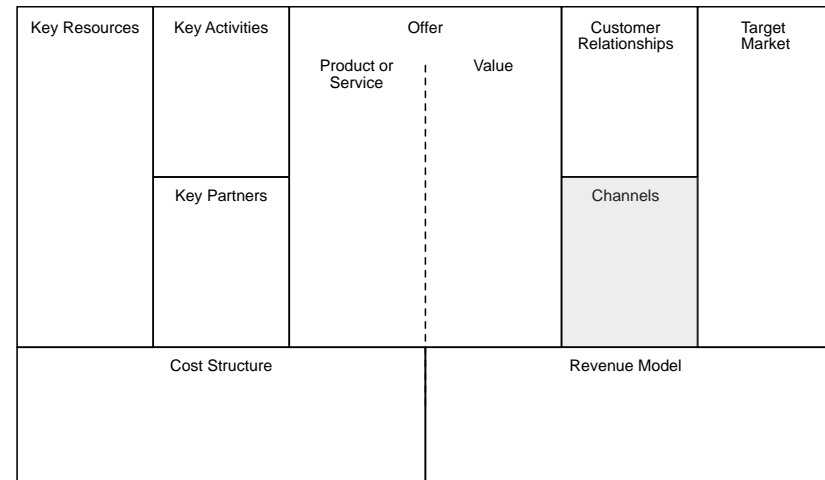 Key Resources
Key Activities
Offer
Customer
Relationships
Target
Market
Product or
Service
Value
Key Partners
Channels
Cost Structure
Revenue Model